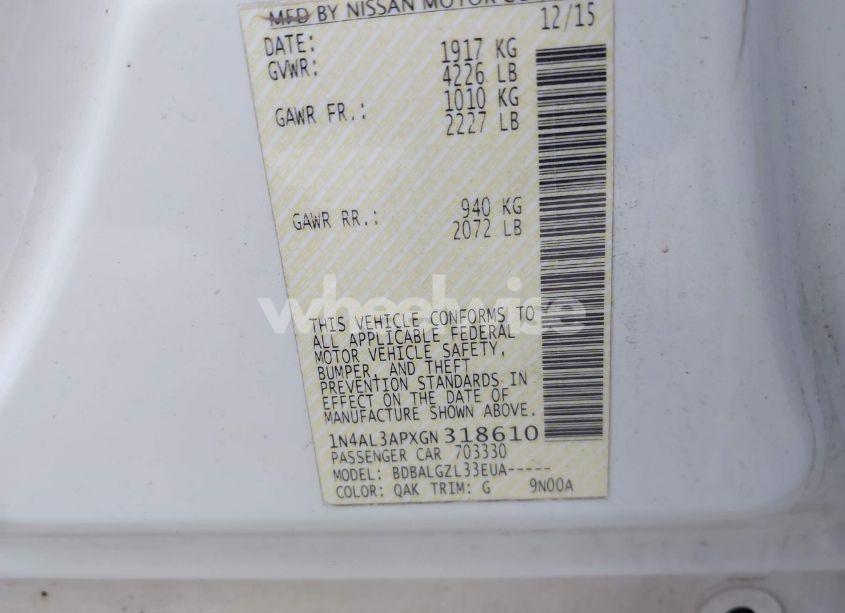 MFD BY NISSAN MOTOR CO
DATE: 12/15
GVWR: 1917 KG
4226 LB
GAWR FR.: 1010 KG
2227 LB
GAWR RR.: 940 KG
2072 LB
wheelwise
THIS VEHICLE CONFORMS TO
ALL APPLICABLE FEDERAL
MOTOR VEHICLE SAFETY,
BUMPER, AND THEFT
PREVENTION STANDARDS IN
EFFECT ON THE DATE OF
MANUFACTURE SHOWN ABOVE.
1N4AL3APXGN318610
PASSENGER CAR 703330
MODEL: BDBALGZL33EUA-----
COLOR: QAK TRIM: G 9N00A